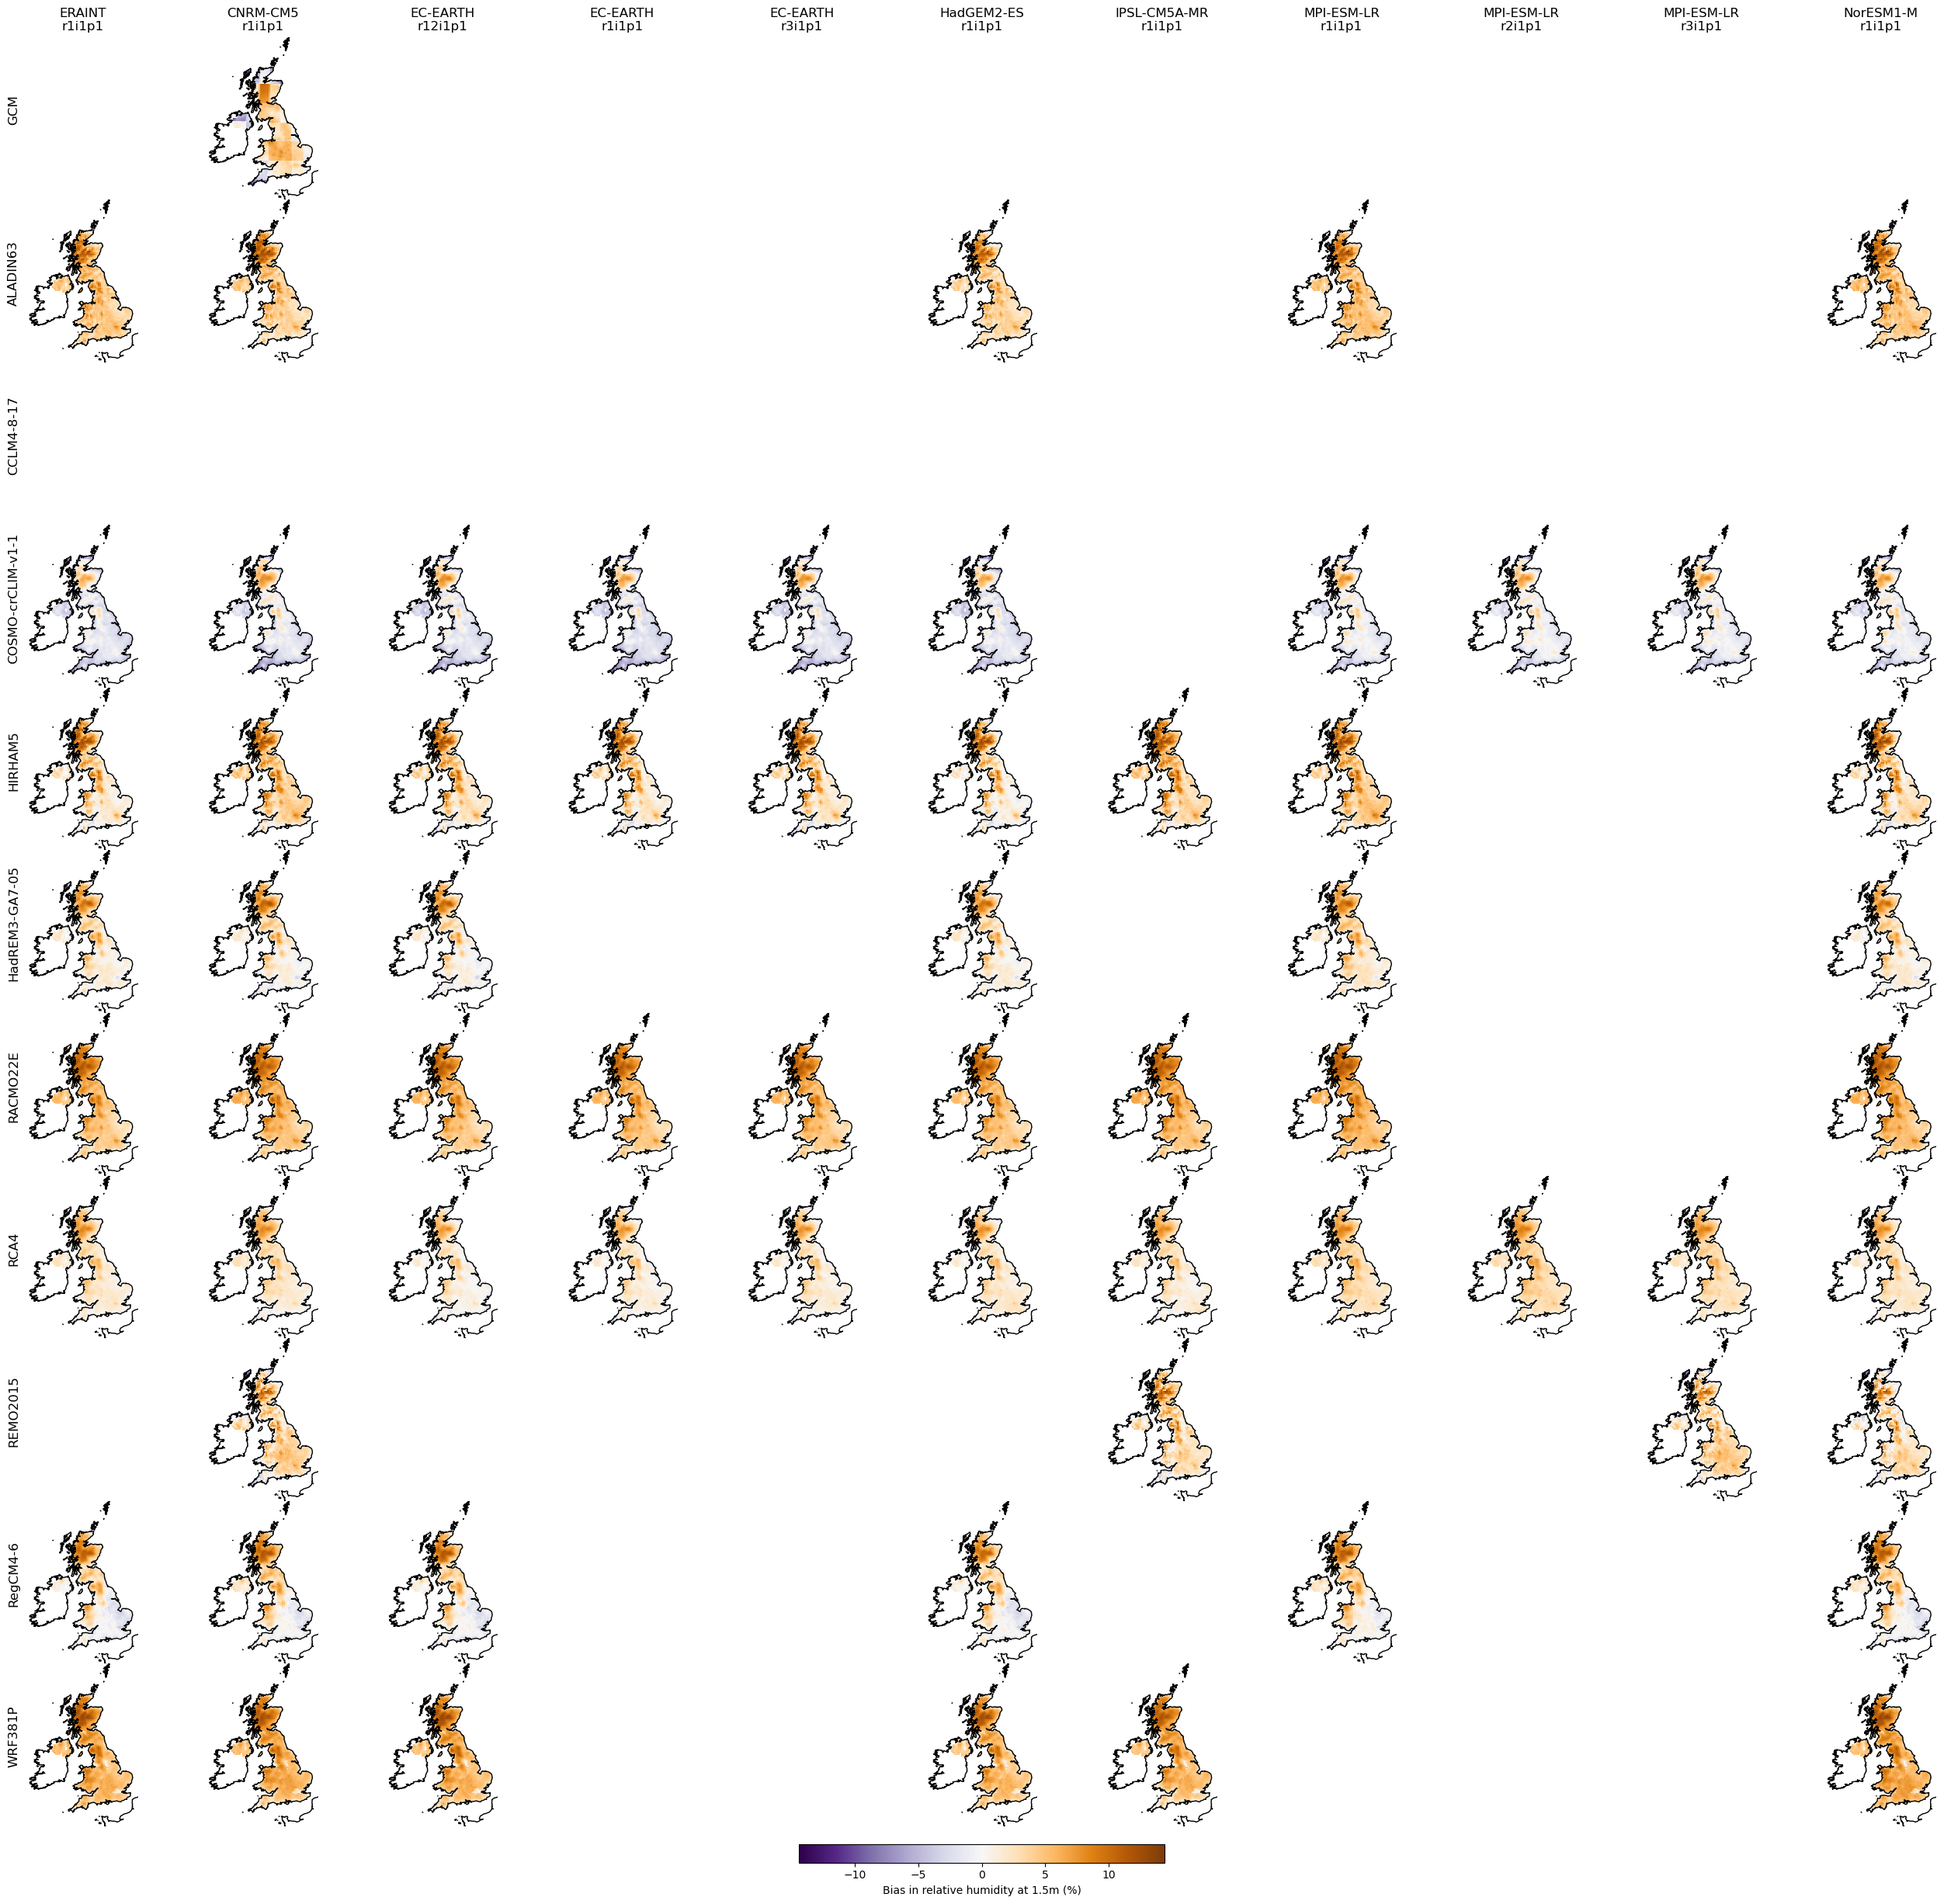 ERAINT CNRM-CM5 EC-EARTH EC-EARTH EC-EARTH HadGEM2-ES IPSL-CM5A-MR MPI-ESM-LR MPI-ESM-LR MPI-ESM-LR NorESM1-M
r1i1p1 r1i1p1 r12i1p1 r1i1p1 r3i1p1 r1i1p1 r1i1p1 r1i1p1 r2i1p1 r3i1p1 r1i1p1
GCM
ALADIN63
CCLM4-8-17
COSMO-crCLIM-v1-1
HIRHAM5
HadREM3-GA7-05
RACMO22E
RCA4
REMO2015
RegCM4-6
WRF381P
−10 −5 0 5 10
Bias in relative humidity at 1.5m (%)